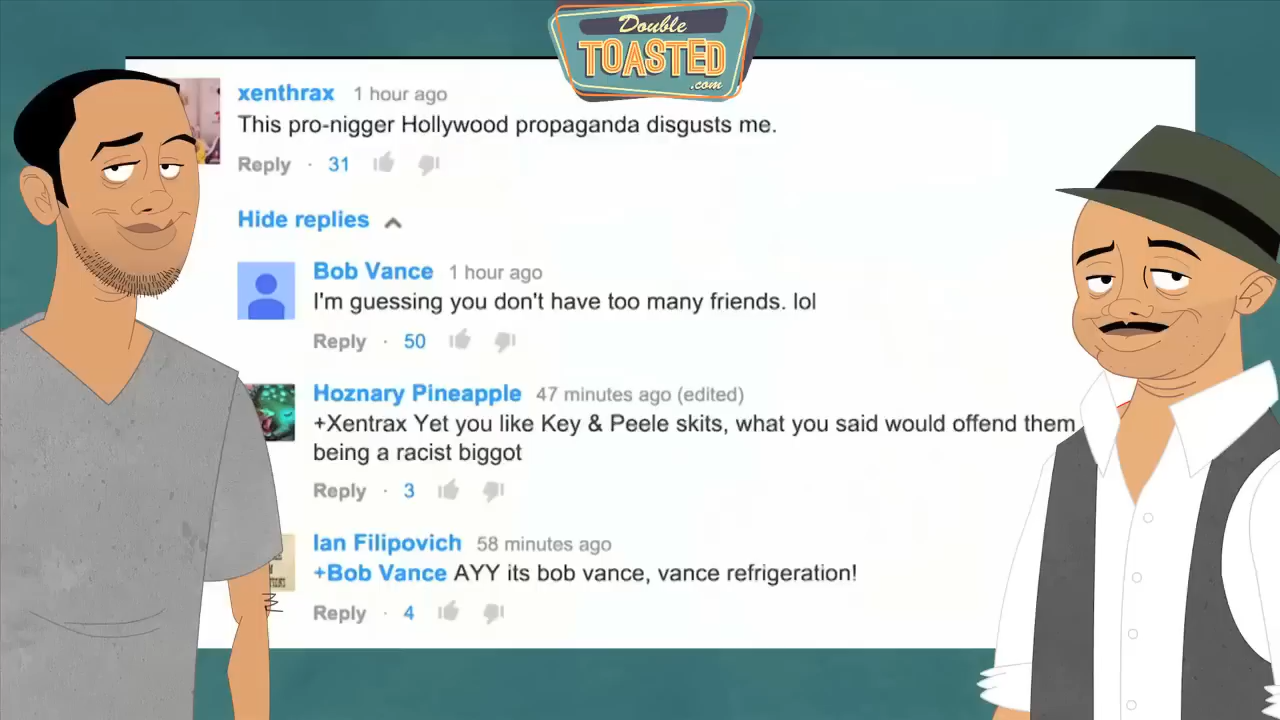 Double
TOASTED
.com
xenthrax 1 hour ago
This pro-nigger Hollywood propaganda disgusts me.
Reply · 31
Hide replies
Bob Vance 1 hour ago
I'm guessing you don't have too many friends. lol
Reply · 50
Hoznary Pineapple 47 minutes ago (edited)
+Xentrax Yet you like Key & Peele skits, what you said would offend them
being a racist biggot
Reply · 3
Ian Filipovich 58 minutes ago
+Bob Vance AYY its bob vance, vance refrigeration!
Reply · 4